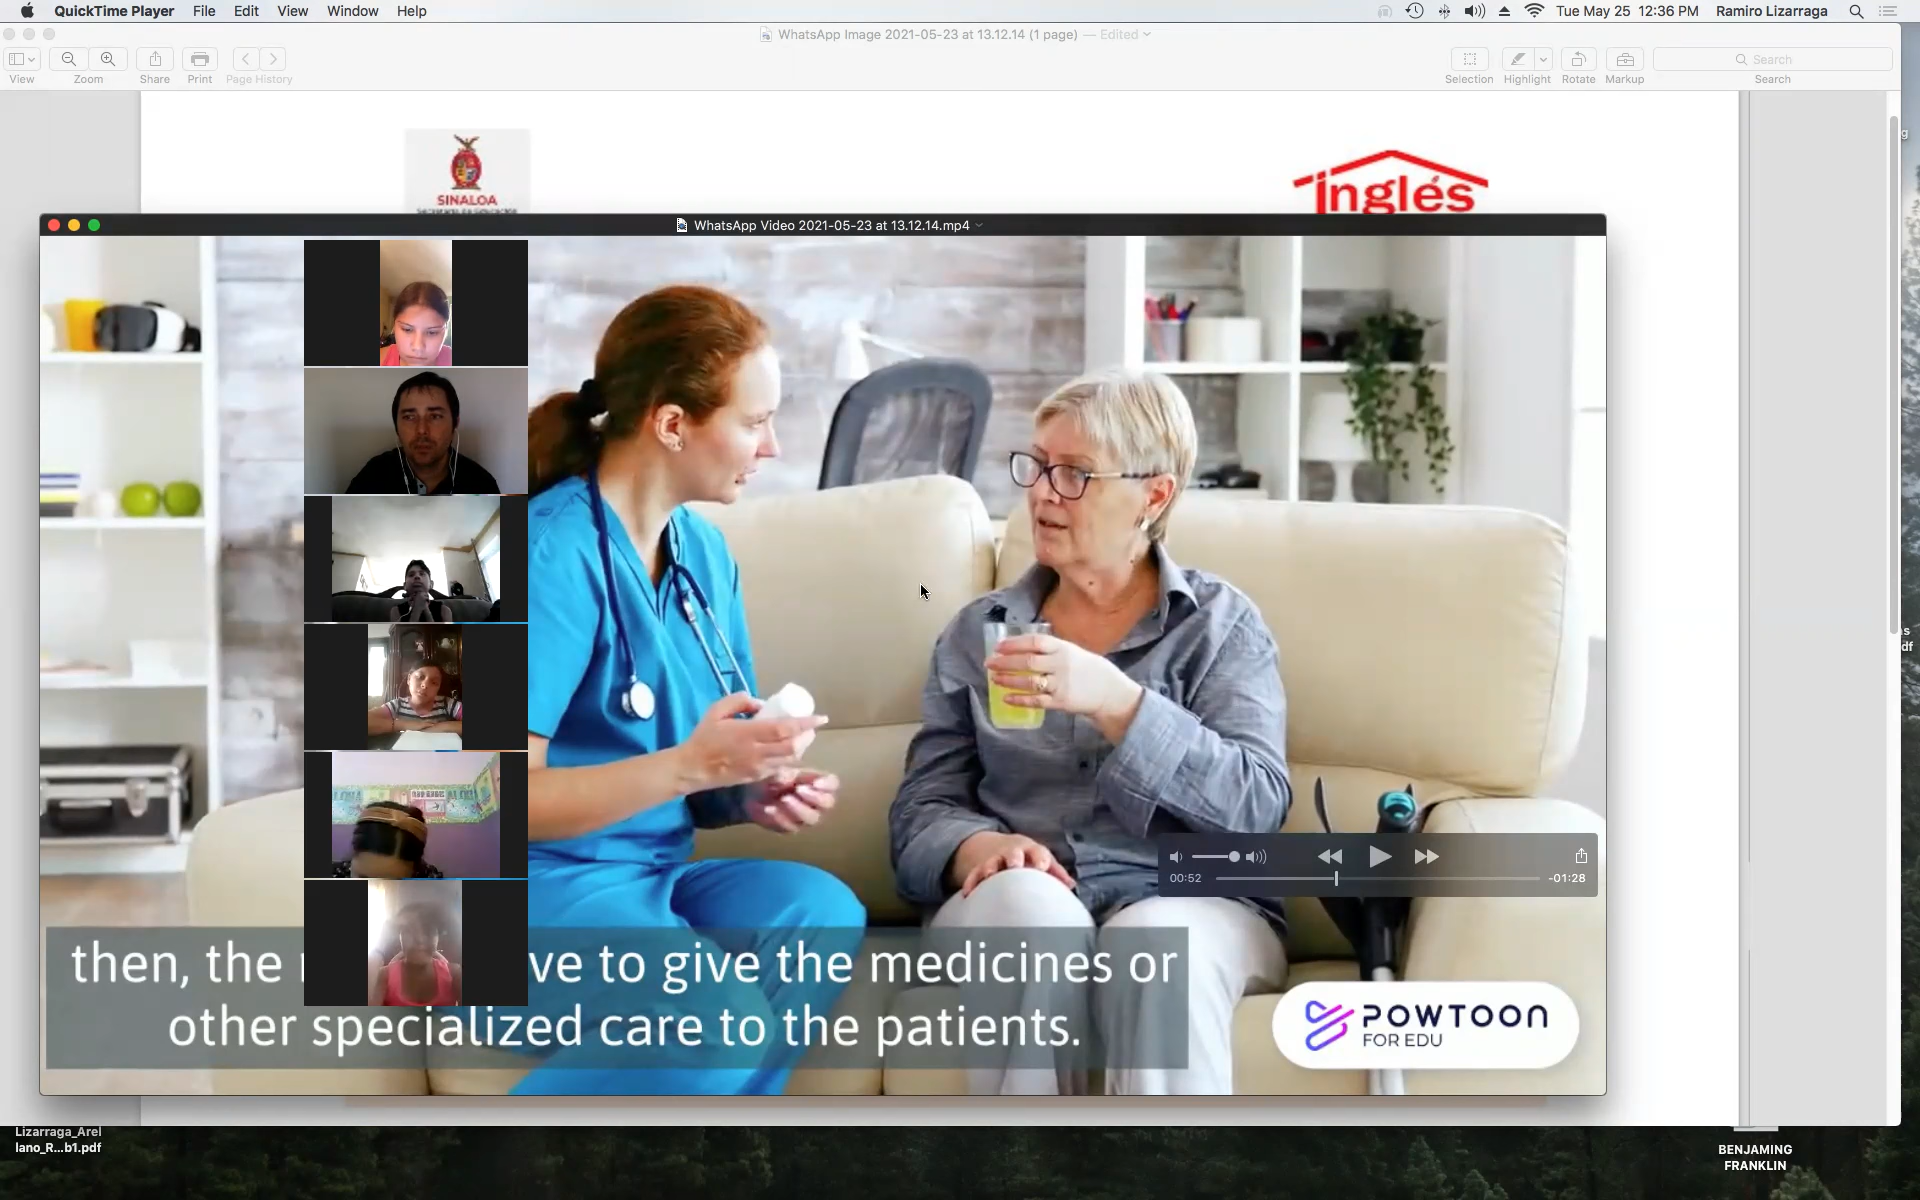 QuickTime Player File Edit View Window Help
Tue May 25 12:36 PM Ramiro Lizarraga
WhatsApp Image 2021-05-23 at 13.12.14 (1 page) — Edited
View Zoom Share Print Page History
Selection Highlight Rotate Markup Search
Search
SINALOA
Inglés
WhatsApp Video 2021-05-23 at 13.12.14.mp4
00:52 -01:28
then, the ve to give the medicines or
other specialized care to the patients.
POWTOON
FOR EDU
Lizarraga_Arel
lano_R...b1.pdf
BENJAMING
FRANKLIN